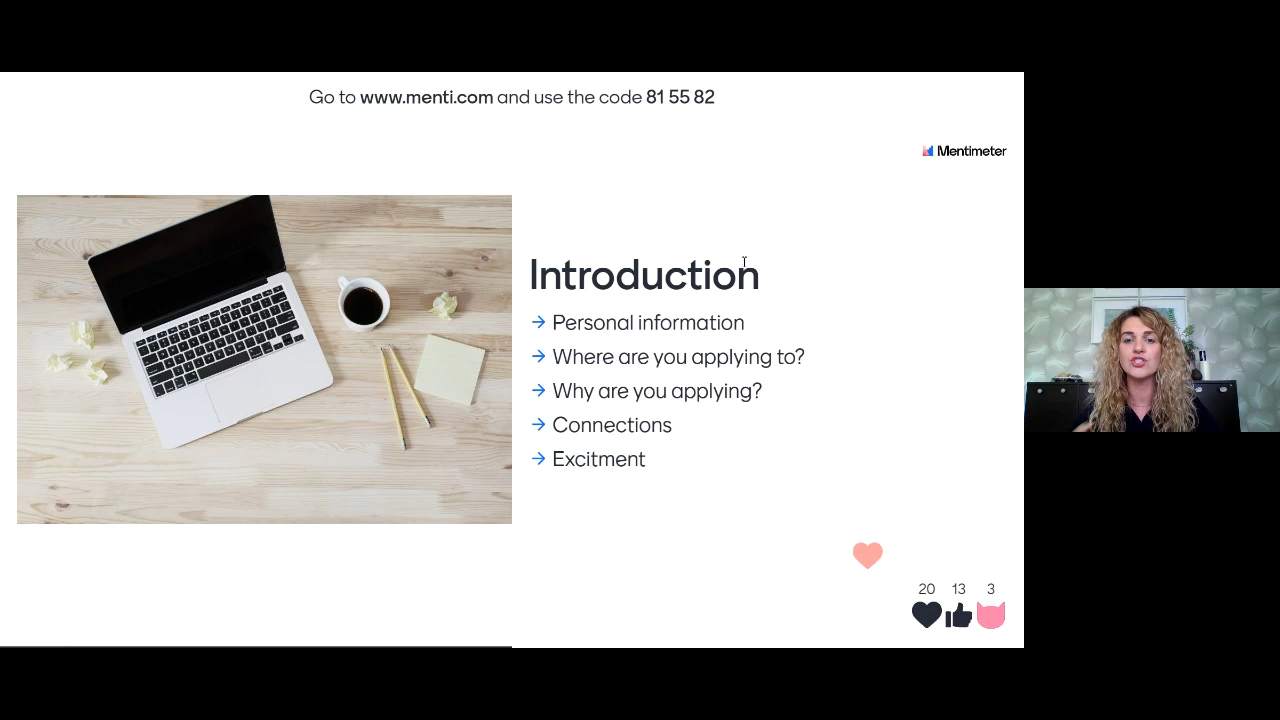 Go to www.menti.com and use the code 81 55 82
Mentimeter
Introduction
Personal information
Where are you applying to?
Why are you applying?
Connections
Excitment
20 13 3